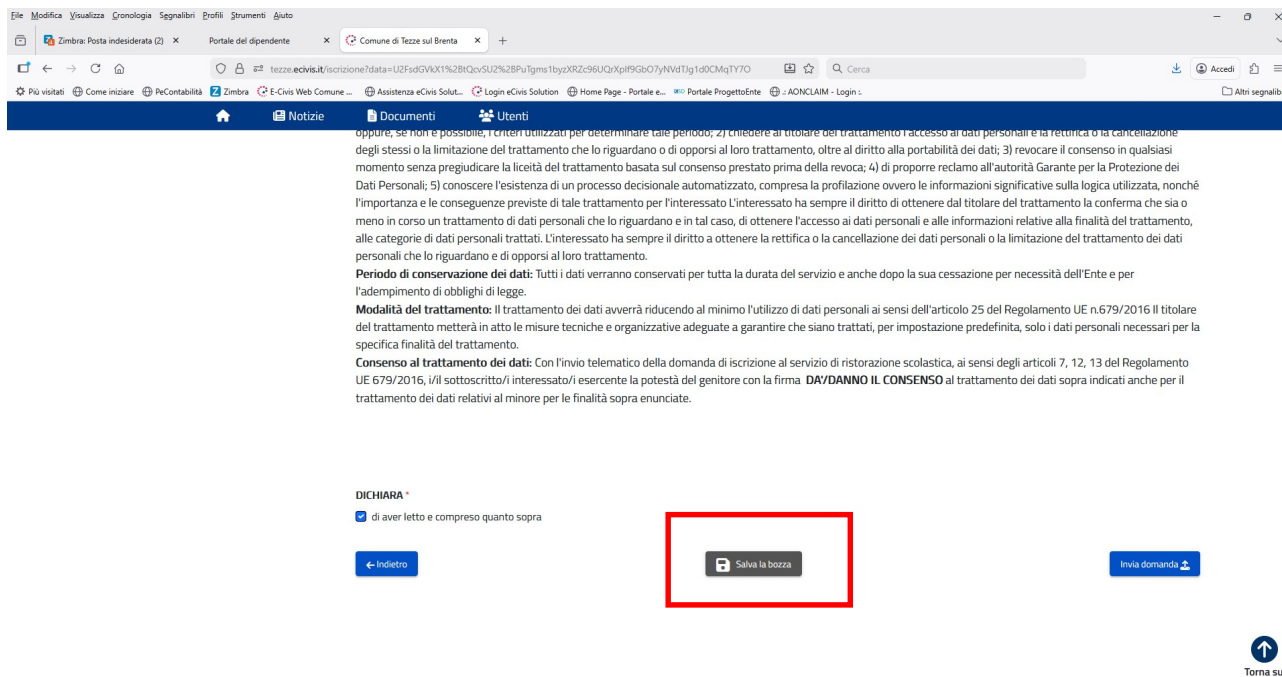 File Modifica Visualizza Cronologia Segnalibri Profili Strumenti Aiuto
Zimbra: Posta indesiderata (2) Portale del dipendente Comune di Tezze sul Brenta
tezze.ecivis.it/iscrizione?data=U2FsdGVkX1%2BtQcvSU2%2BPuTgms1byzXRZc96UQrXplf9GbO7yNVdTJg1d0CMqTY7O Cerca Accedi
Più visitati Come iniziare PeContabilità Zimbra E-Civis Web Comune ... Assistenza eCivis Solut... Login eCivis Solution Home Page - Portale e... Portale ProgettoEnte .: AONCLAIM - Login :. Altri segnalib
Notizie Documenti Utenti
oppure, se non è possibile, i criteri utilizzati per determinare tale periodo; 2) chiedere al titolare del trattamento l'accesso ai dati personali e la rettifica o la cancellazione
degli stessi o la limitazione del trattamento che lo riguardano o di opporsi al loro trattamento, oltre al diritto alla portabilità dei dati; 3) revocare il consenso in qualsiasi
momento senza pregiudicare la liceità del trattamento basata sul consenso prestato prima della revoca; 4) di proporre reclamo all'autorità Garante per la Protezione dei
Dati Personali; 5) conoscere l'esistenza di un processo decisionale automatizzato, compresa la profilazione ovvero le informazioni significative sulla logica utilizzata, nonché
l'importanza e le conseguenze previste di tale trattamento per l'interessato L'interessato ha sempre il diritto di ottenere dal titolare del trattamento la conferma che sia o
meno in corso un trattamento di dati personali che lo riguardano e in tal caso, di ottenere l'accesso ai dati personali e alle informazioni relative alla finalità del trattamento,
alle categorie di dati personali trattati. L'interessato ha sempre il diritto a ottenere la rettifica o la cancellazione dei dati personali o la limitazione del trattamento dei dati
personali che lo riguardano e di opporsi al loro trattamento.
Periodo di conservazione dei dati: Tutti i dati verranno conservati per tutta la durata del servizio e anche dopo la sua cessazione per necessità dell'Ente e per
l'adempimento di obblighi di legge.
Modalità del trattamento: Il trattamento dei dati avverrà riducendo al minimo l'utilizzo di dati personali ai sensi dell'articolo 25 del Regolamento UE n.679/2016 Il titolare
del trattamento metterà in atto le misure tecniche e organizzative adeguate a garantire che siano trattati, per impostazione predefinita, solo i dati personali necessari per la
specifica finalità del trattamento.
Consenso al trattamento dei dati: Con l'invio telematico della domanda di iscrizione al servizio di ristorazione scolastica, ai sensi degli articoli 7, 12, 13 del Regolamento
UE 679/2016, i/il sottoscritto/i interessato/i esercente la potestà del genitore con la firma DA'/DANNO IL CONSENSO al trattamento dei dati sopra indicati anche per il
trattamento dei dati relativi al minore per le finalità sopra enunciate.
DICHIARA *
di aver letto e compreso quanto sopra
Indietro Salva la bozza Invia domanda
Torna su